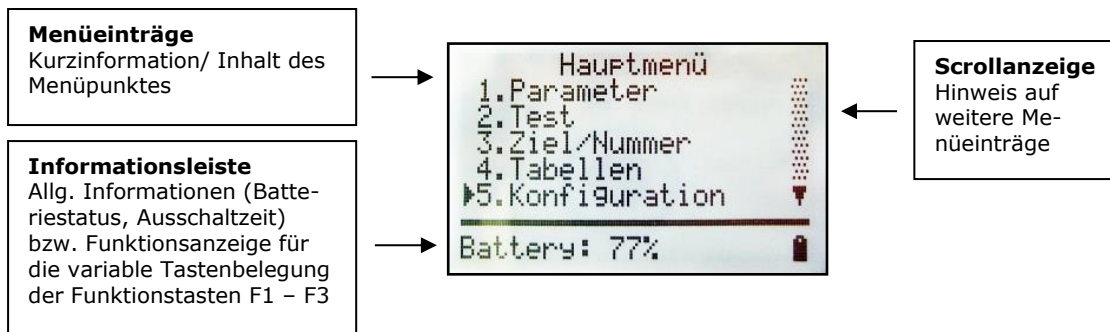 Menüeinträge
Kurzinformation/ Inhalt des
Menüpunktes
Informationsleiste
Allg. Informationen (Batte-
riestatus, Ausschaltzeit)
bzw. Funktionsanzeige für
die variable Tastenbelegung
der Funktionstasten F1 – F3
Hauptmenü
1.Parameter
2.Test
3.Ziel/Nummer
4.Tabellen
5.Konfiguration
Battery: 77%
Scrollanzeige
Hinweis auf
weitere Me-
nüeinträge